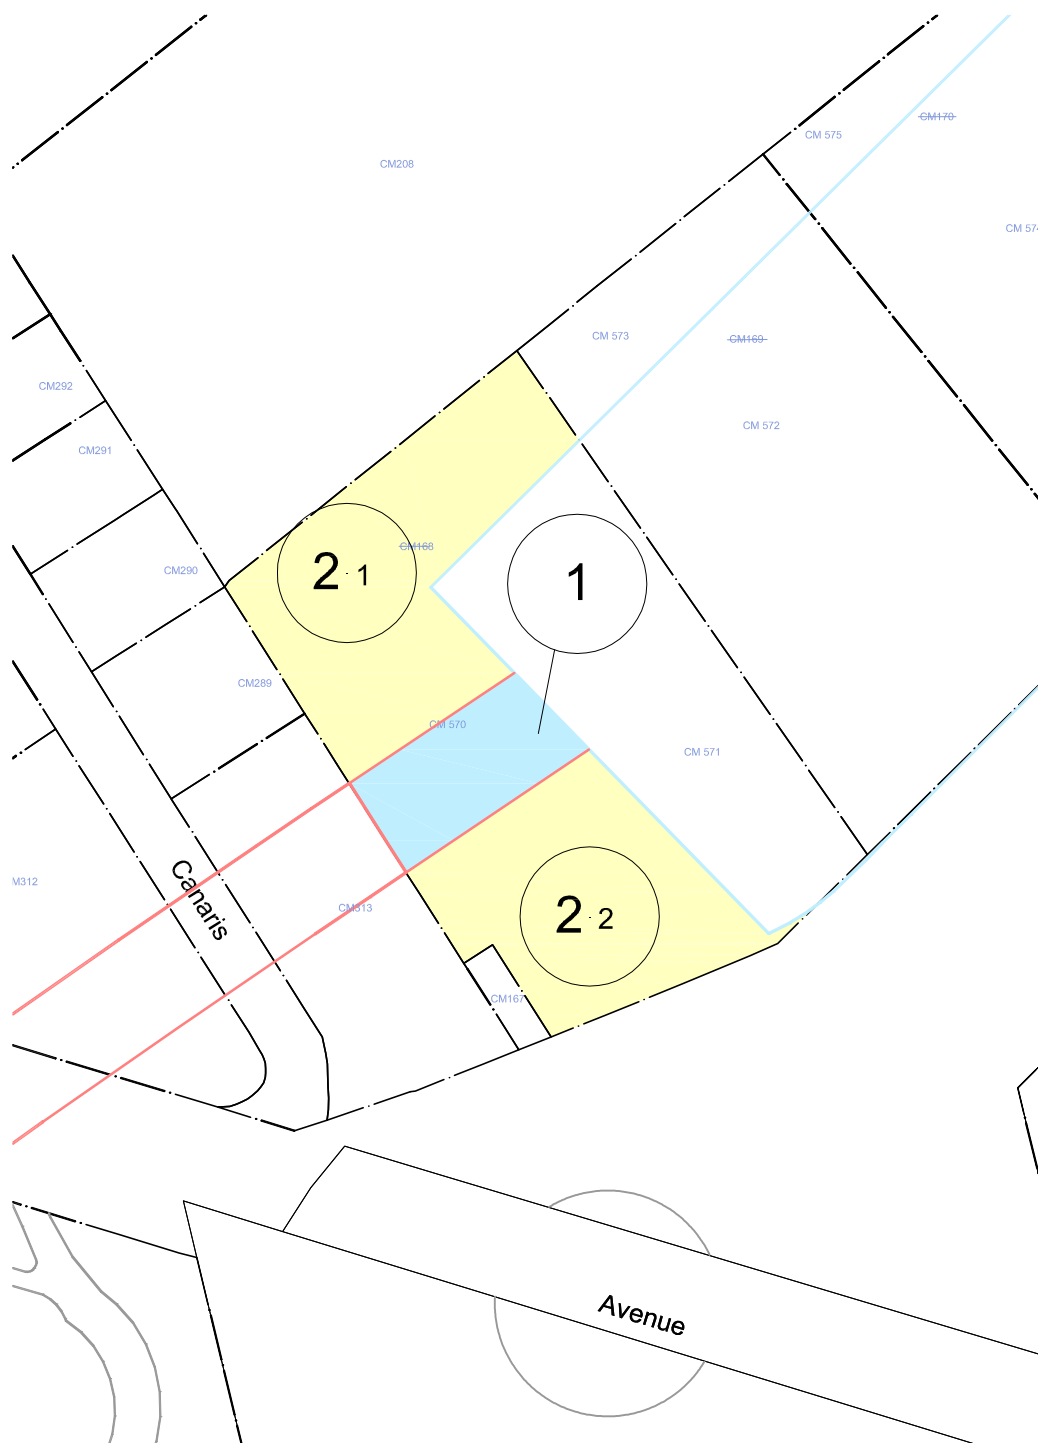 CM170
CM 575
CM208
CM 574
CM 573
CM169
CM292
CM 572
CM291
CM168
CM290
2.1
1
CM289
CM 570
CM 571
M312
Canaris
CM313
2.2
CM167
Avenue